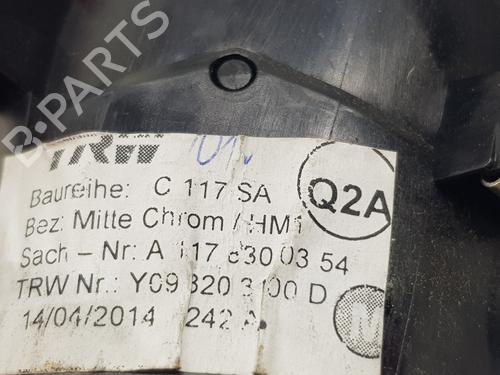 B-PARTS
TRW
Baureihe: C 117 SA
Bez: Mitte Chrom / HM1
Q2A
Sach - Nr: A 117 830 03 54
TRW Nr.: Y09 320 3100 D
14/04/2014 242 A
M